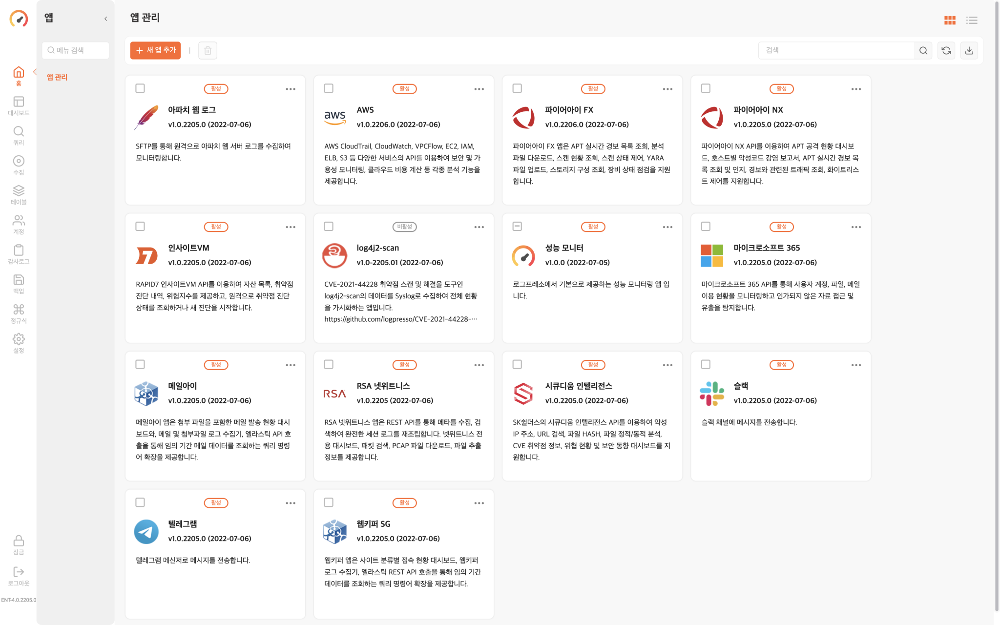 앱
메뉴 검색
앱 관리
홈
대시보드
쿼리
수집
테이블
계정
감사로그
백업
정규식
설정
잠금
로그아웃
ENT-4.0.2205.0
앱 관리
새 앱 추가
검색
활성
아파치 웹 로그
v1.0.2205.0 (2022-07-06)
SFTP를 통해 원격으로 아파치 웹 서버 로그를 수집하여
모니터링합니다.
활성
aws
AWS
v1.0.2206.0 (2022-07-06)
AWS CloudTrail, CloudWatch, VPCFlow, EC2, IAM,
ELB, S3 등 다양한 서비스의 API를 이용하여 보안 및 가
용성 모니터링, 클라우드 비용 계산 등 각종 분석 기능을
제공합니다.
활성
파이어아이 FX
v1.0.2206.0 (2022-07-06)
파이어아이 FX 앱은 APT 실시간 경보 목록 조회, 분석
파일 다운로드, 스캔 현황 조회, 스캔 상태 제어, YARA
파일 업로드, 스토리지 구성 조회, 장비 상태 점검을 지원
합니다.
활성
파이어아이 NX
v1.0.2205.0 (2022-07-06)
파이어아이 NX API를 이용하여 APT 공격 현황 대시보
드, 호스트별 악성코드 감염 보고서, APT 실시간 경보 목
록 조회 및 인지, 경보와 관련된 트래픽 조회, 화이트리스
트 제어를 지원합니다.
활성
인사이트VM
v1.0.2205.0 (2022-07-06)
RAPID7 인사이트VM API를 이용하여 자산 목록, 취약점
진단 내역, 위험지수를 제공하고, 원격으로 취약점 진단
상태를 조회하거나 새 진단을 시작합니다.
비활성
log4j2-scan
v1.0-2205.01 (2022-07-06)
CVE-2021-44228 취약점 스캔 및 해결을 도구인
log4j2-scan의 데이터를 Syslog로 수집하여 전체 현황
을 가시화하는 앱입니다.
https://github.com/logpresso/CVE-2021-44228-…
활성
성능 모니터
v1.0.0 (2022-07-05)
로그프레소에서 기본으로 제공하는 성능 모니터링 앱 입
니다.
활성
마이크로소프트 365
v1.0.2205.0 (2022-07-06)
마이크로소프트 365 API를 통해 사용자 계정, 파일, 메일
이용 현황을 모니터링하고 인가되지 않은 자료 접근 및
유출을 탐지합니다.
활성
메일아이
v1.0.2205.0 (2022-07-06)
메일아이 앱은 첨부 파일을 포함한 메일 발송 현황 대시
보드와, 메일 및 첨부파일 로그 수집기, 엘라스틱 API 호
출을 통해 임의 기간 메일 데이터를 조회하는 쿼리 명령
어 확장을 제공합니다.
활성
RSA
RSA 넷위트니스
v1.0.2205 (2022-07-06)
RSA 넷위트니스 앱은 REST API를 통해 메타를 수집, 검
색하여 완전한 세션 로그를 재조립합니다. 넷위트니스 전
용 대시보드, 패킷 검색, PCAP 파일 다운로드, 파일 추출
정보를 제공합니다.
활성
시큐디움 인텔리전스
v1.0.2205.0 (2022-07-06)
SK쉴더스의 시큐디움 인텔리전스 API를 이용하여 악성
IP 주소, URL 검색, 파일 HASH, 파일 정적/동적 분석,
CVE 취약점 정보, 위협 현황 및 보안 동향 대시보드를 지
원합니다.
활성
슬랙
v1.0.2205.0 (2022-07-06)
슬랙 채널에 메시지를 전송합니다.
활성
텔레그램
v1.0.2205.0 (2022-07-06)
텔레그램 메신저로 메시지를 전송합니다.
활성
웹키퍼 SG
v1.0.2205.0 (2022-07-06)
웹키퍼 앱은 사이트 분류별 접속 현황 대시보드, 웹키퍼
로그 수집기, 엘라스틱 REST API 호출을 통해 임의 기간
데이터를 조회하는 쿼리 명령어 확장을 제공합니다.